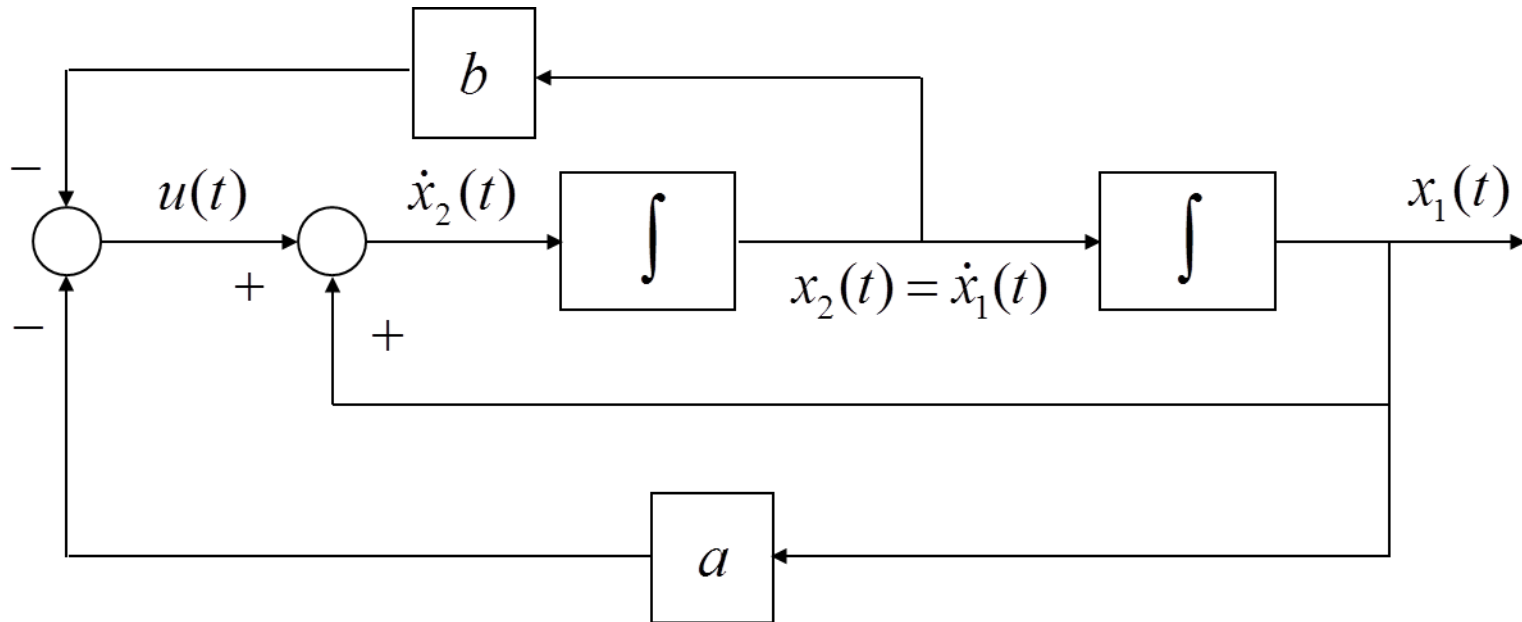 b
−
u(t)
ẋ₂(t)
∫
∫
x₁(t)
+
x₂(t) = ẋ₁(t)
−
+
a